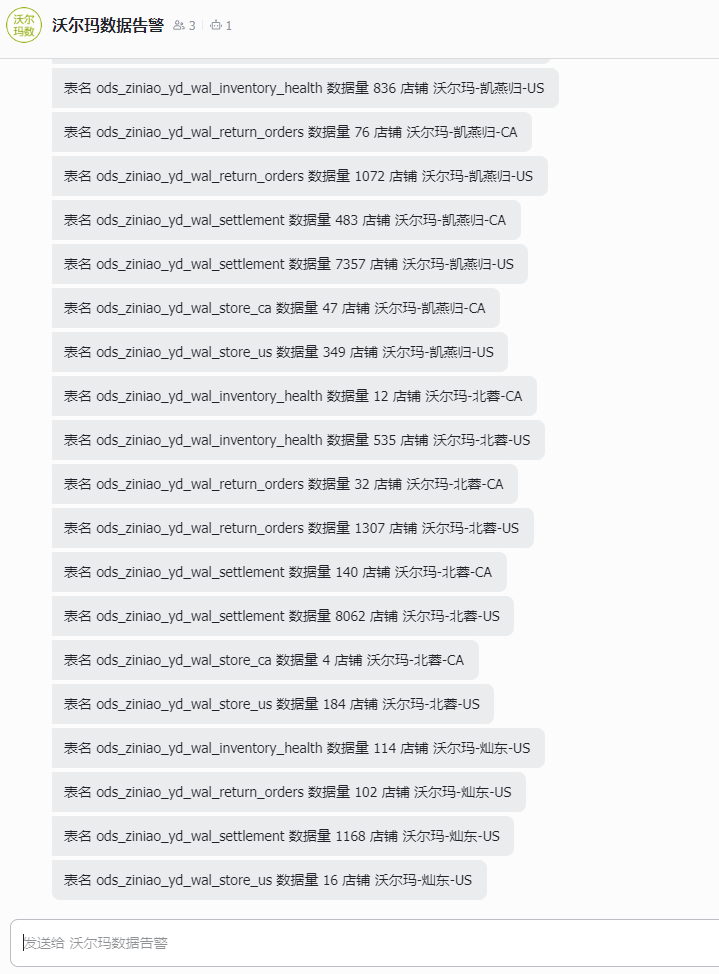 沃尔
玛数
沃尔玛数据告警 3 1
表名 ods_ziniao_yd_wal_inventory_health 数据量 836 店铺 沃尔玛-凯燕归-US
表名 ods_ziniao_yd_wal_return_orders 数据量 76 店铺 沃尔玛-凯燕归-CA
表名 ods_ziniao_yd_wal_return_orders 数据量 1072 店铺 沃尔玛-凯燕归-US
表名 ods_ziniao_yd_wal_settlement 数据量 483 店铺 沃尔玛-凯燕归-CA
表名 ods_ziniao_yd_wal_settlement 数据量 7357 店铺 沃尔玛-凯燕归-US
表名 ods_ziniao_yd_wal_store_ca 数据量 47 店铺 沃尔玛-凯燕归-CA
表名 ods_ziniao_yd_wal_store_us 数据量 349 店铺 沃尔玛-凯燕归-US
表名 ods_ziniao_yd_wal_inventory_health 数据量 12 店铺 沃尔玛-北蓉-CA
表名 ods_ziniao_yd_wal_inventory_health 数据量 535 店铺 沃尔玛-北蓉-US
表名 ods_ziniao_yd_wal_return_orders 数据量 32 店铺 沃尔玛-北蓉-CA
表名 ods_ziniao_yd_wal_return_orders 数据量 1307 店铺 沃尔玛-北蓉-US
表名 ods_ziniao_yd_wal_settlement 数据量 140 店铺 沃尔玛-北蓉-CA
表名 ods_ziniao_yd_wal_settlement 数据量 8062 店铺 沃尔玛-北蓉-US
表名 ods_ziniao_yd_wal_store_ca 数据量 4 店铺 沃尔玛-北蓉-CA
表名 ods_ziniao_yd_wal_store_us 数据量 184 店铺 沃尔玛-北蓉-US
表名 ods_ziniao_yd_wal_inventory_health 数据量 114 店铺 沃尔玛-灿东-US
表名 ods_ziniao_yd_wal_return_orders 数据量 102 店铺 沃尔玛-灿东-US
表名 ods_ziniao_yd_wal_settlement 数据量 1168 店铺 沃尔玛-灿东-US
表名 ods_ziniao_yd_wal_store_us 数据量 16 店铺 沃尔玛-灿东-US
发送给 沃尔玛数据告警